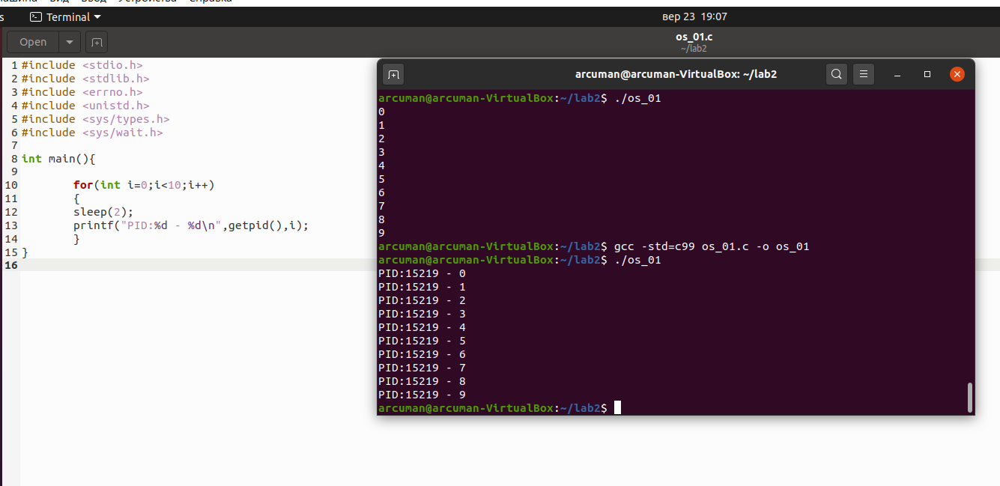 машина Вид Ввод Устройства Справка
s Terminal вер 23 19:07
Open os_01.c
~/lab2
1 #include <stdio.h>
2 #include <stdlib.h>
3 #include <errno.h>
4 #include <unistd.h>
5 #include <sys/types.h>
6 #include <sys/wait.h>
7
8 int main(){
9
10 for(int i=0;i<10;i++)
11 {
12 sleep(2);
13 printf("PID:%d - %d\n",getpid(),i);
14 }
15 }
16
arcuman@arcuman-VirtualBox: ~/lab2
arcuman@arcuman-VirtualBox:~/lab2$ ./os_01
0
1
2
3
4
5
6
7
8
9
arcuman@arcuman-VirtualBox:~/lab2$ gcc -std=c99 os_01.c -o os_01
arcuman@arcuman-VirtualBox:~/lab2$ ./os_01
PID:15219 - 0
PID:15219 - 1
PID:15219 - 2
PID:15219 - 3
PID:15219 - 4
PID:15219 - 5
PID:15219 - 6
PID:15219 - 7
PID:15219 - 8
PID:15219 - 9
arcuman@arcuman-VirtualBox:~/lab2$